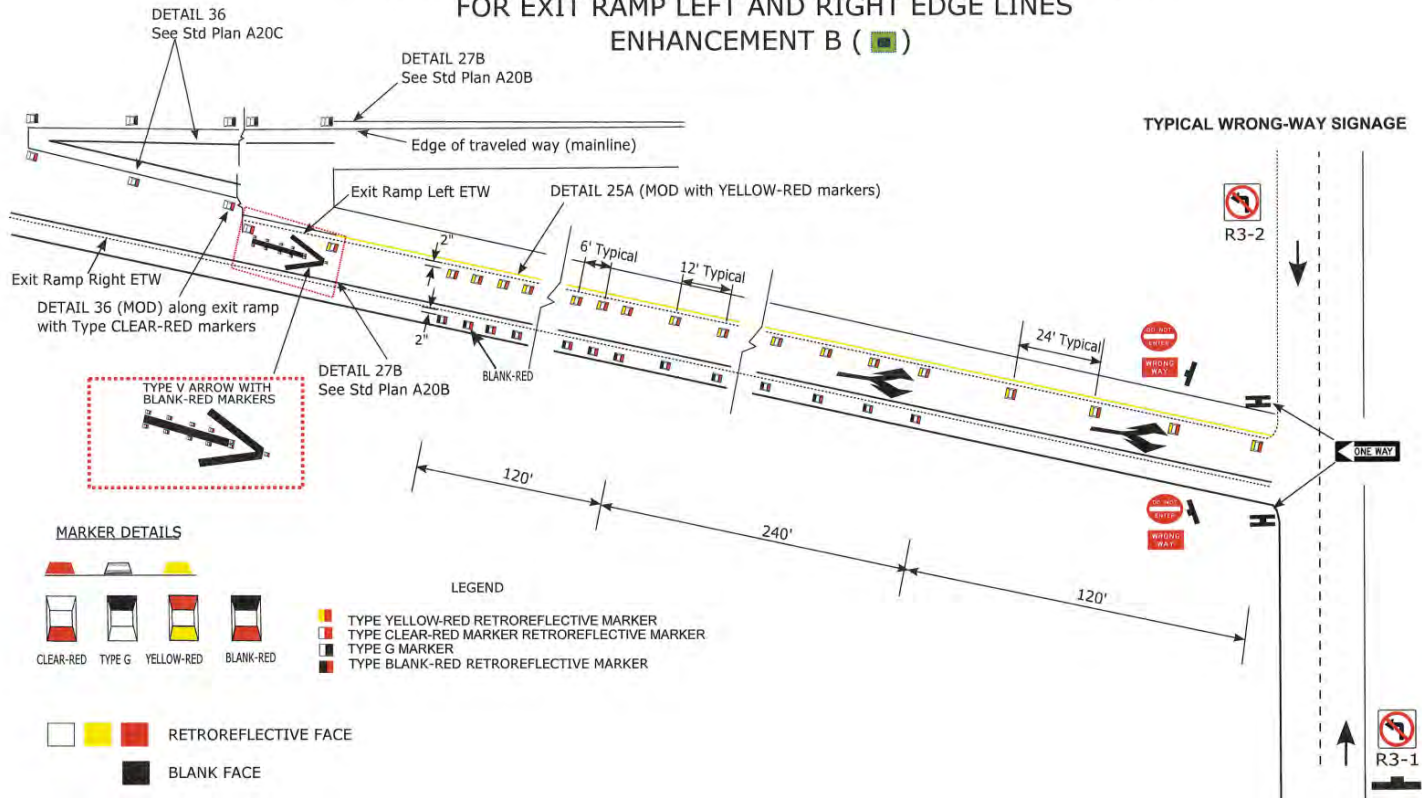 FOR EXIT RAMP LEFT AND RIGHT EDGE LINES
ENHANCEMENT B ( )
DETAIL 36
See Std Plan A20C
DETAIL 27B
See Std Plan A20B
Edge of traveled way (mainline)
TYPICAL WRONG-WAY SIGNAGE
Exit Ramp Left ETW
DETAIL 25A (MOD with YELLOW-RED markers)
R3-2
2"
6' Typical
12' Typical
Exit Ramp Right ETW
DETAIL 36 (MOD) along exit ramp
with Type CLEAR-RED markers
2"
BLANK-RED
24' Typical
DO NOT
ENTER
WRONG
WAY
DETAIL 27B
See Std Plan A20B
TYPE V ARROW WITH
BLANK-RED MARKERS
ONE WAY
120'
240'
120'
DO NOT
ENTER
WRONG
WAY
MARKER DETAILS
CLEAR-RED
TYPE G
YELLOW-RED
BLANK-RED
LEGEND
TYPE YELLOW-RED RETROREFLECTIVE MARKER
TYPE CLEAR-RED MARKER RETROREFLECTIVE MARKER
TYPE G MARKER
TYPE BLANK-RED RETROREFLECTIVE MARKER
RETROREFLECTIVE FACE
BLANK FACE
R3-1